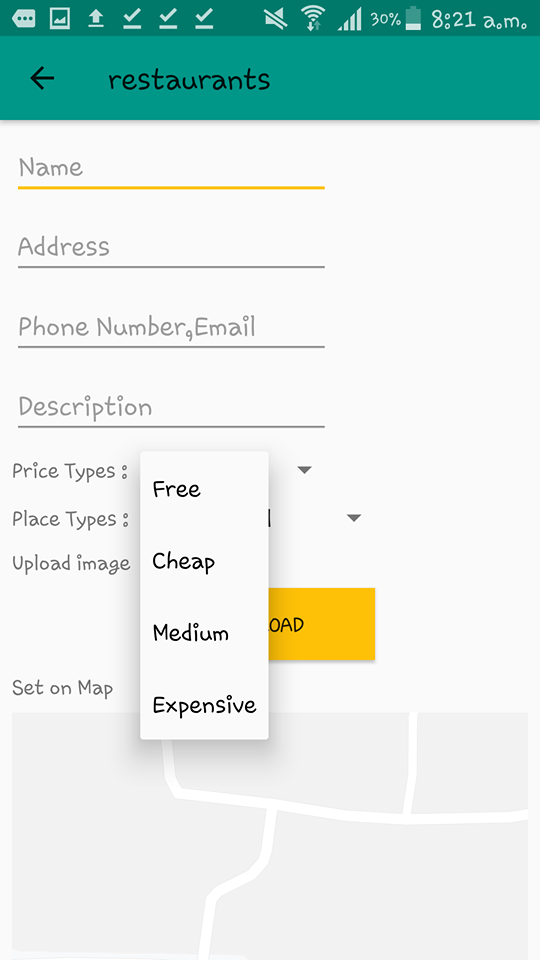 30% 8:21 a.m.
restaurants
Name
Address
Phone Number,Email
Description
Price Types :
Free
Place Types :
Cheap
Upload image
Medium
Set on Map
Expensive